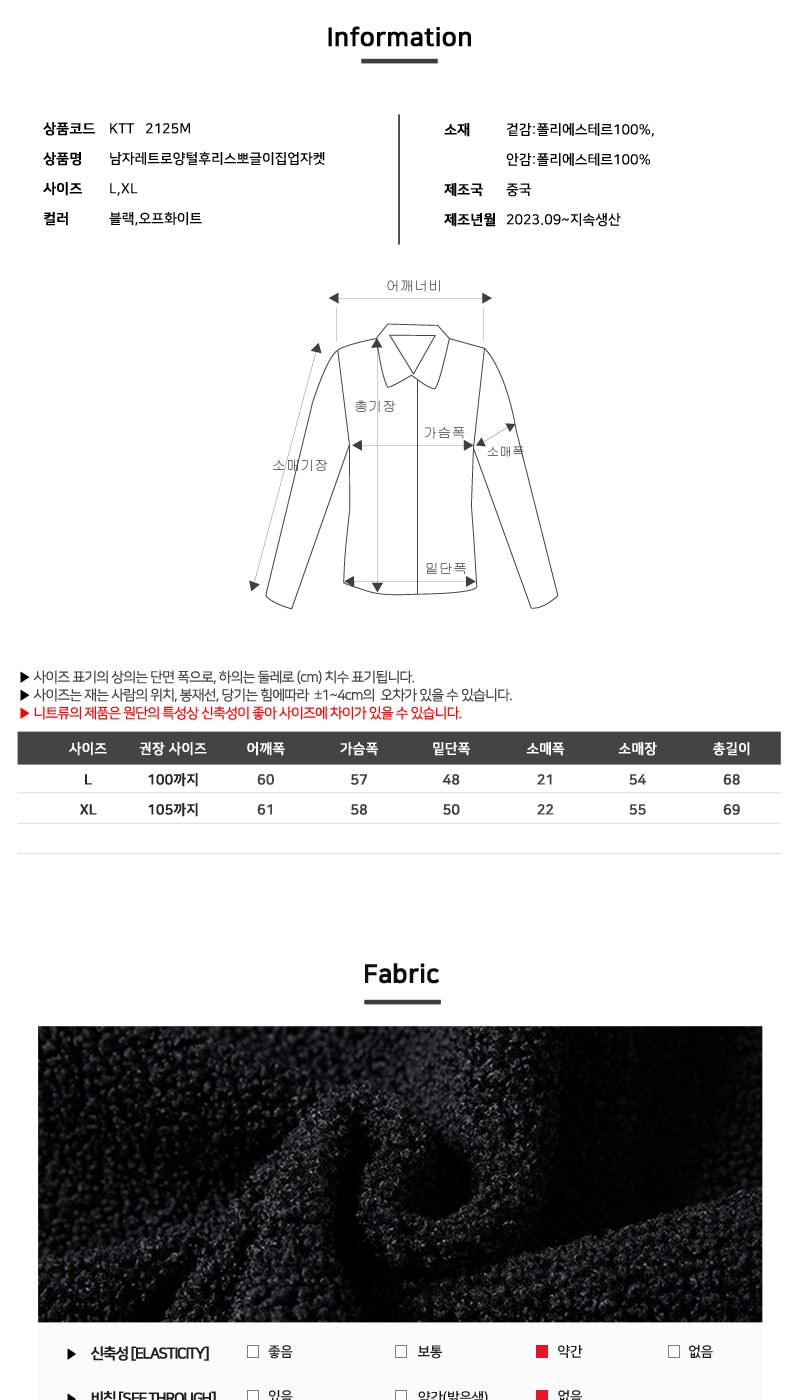 Information
상품코드 KTT 2125M
상품명 남자레트로양털후리스뽀글이집업자켓
사이즈 L,XL
컬러 블랙,오프화이트
소재 겉감:폴리에스테르100%,
안감:폴리에스테르100%
제조국 중국
제조년월 2023.09~지속생산
어깨너비
총기장
가슴폭
소매폭
소매기장
밑단폭
▶ 사이즈 표기의 상의는 단면 폭으로, 하의는 둘레로 (cm) 치수 표기됩니다.
▶ 사이즈는 재는 사람의 위치, 봉재선, 당기는 힘에따라 ±1~4cm의 오차가 있을 수 있습니다.
▶ 니트류의 제품은 원단의 특성상 신축성이 좋아 사이즈에 차이가 있을 수 있습니다.
사이즈 권장 사이즈 어깨폭 가슴폭 밑단폭 소매폭 소매장 총길이
L 100까지 60 57 48 21 54 68
XL 105까지 61 58 50 22 55 69
Fabric
▶ 신축성 [ELASTICITY] 좋음 보통 약간 없음
▶ 비침 [SEE THROUGH] 있음 약간(밝은색) 없음